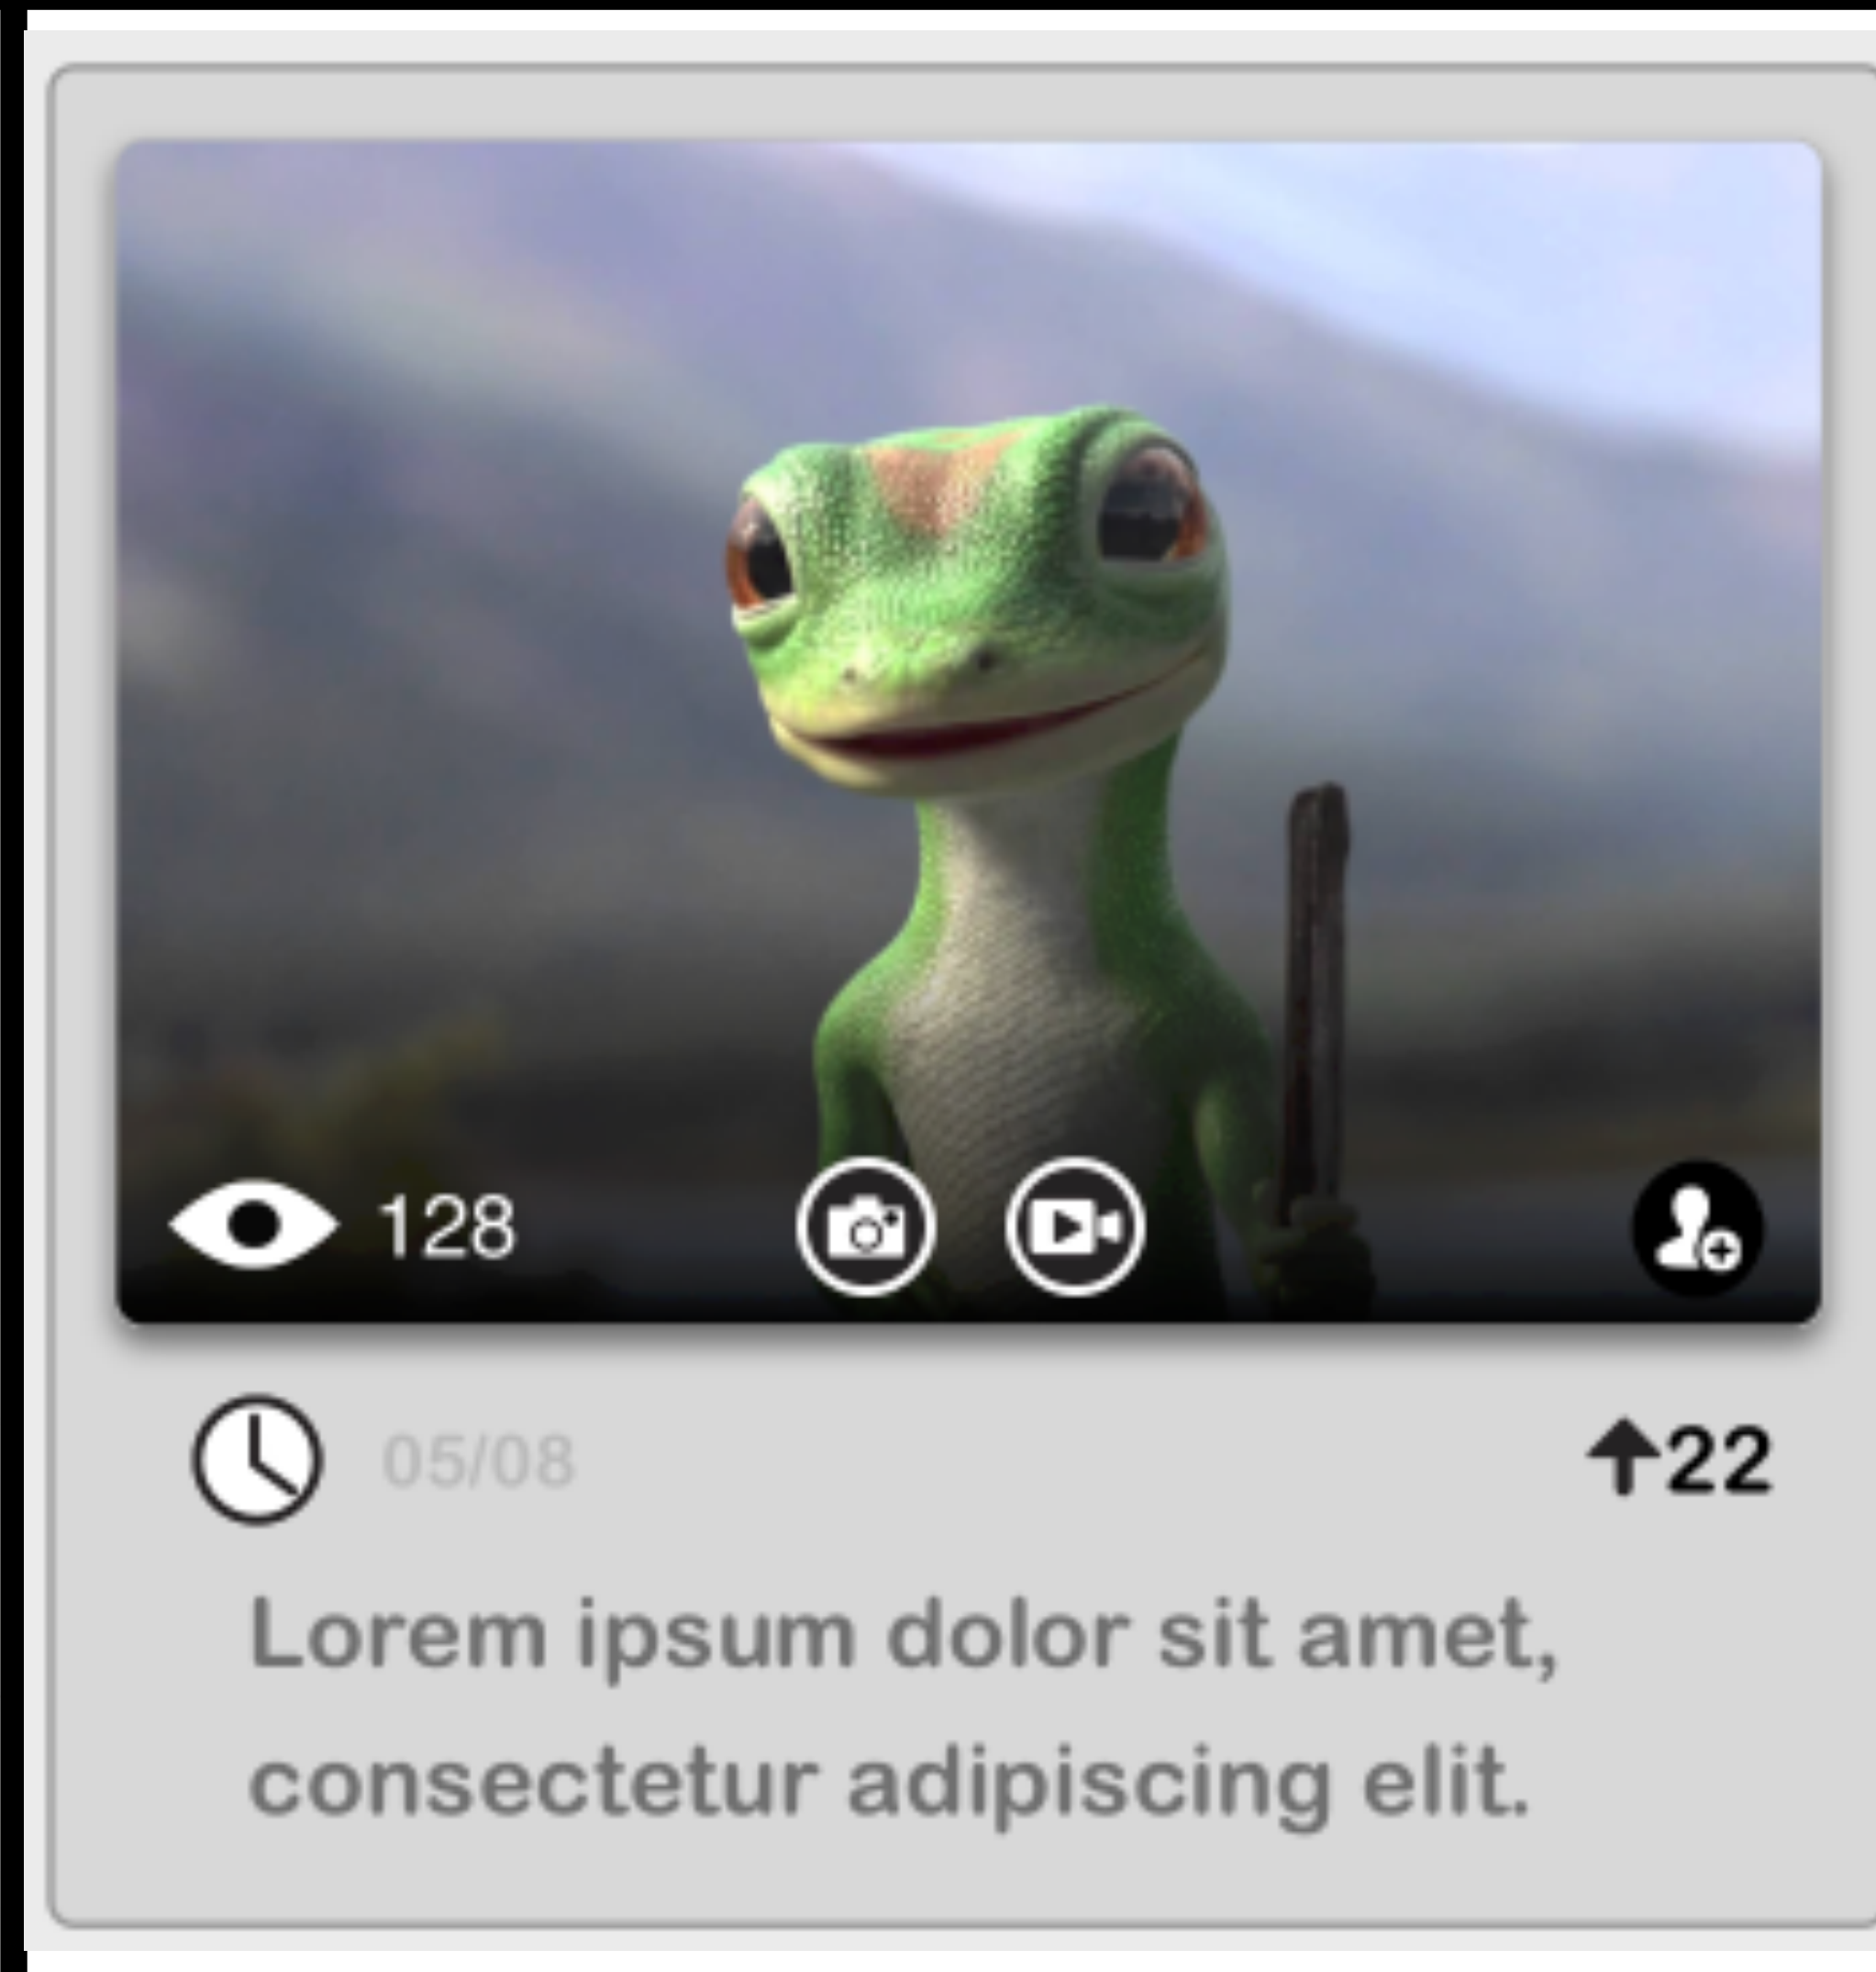 128
05/08
22
Lorem ipsum dolor sit amet,
consectetur adipiscing elit.